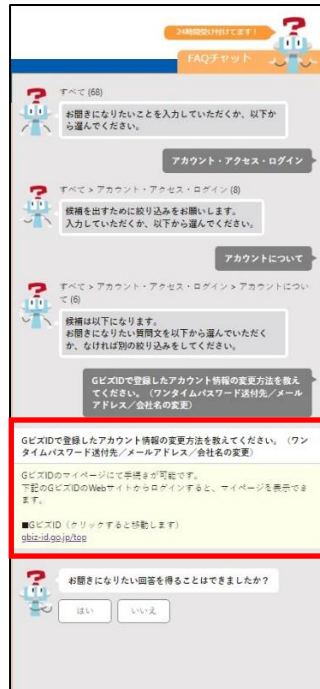 24時間受け付けてます！
FAQチャット
すべて (68)
お聞きになりたいことを入力していただくか、以下か
ら選んでください。
アカウント・アクセス・ログイン
すべて > アカウント・アクセス・ログイン (8)
候補を出すために絞り込みをお願いします。
入力していただくか、以下から選んでください。
アカウントについて
すべて > アカウント・アクセス・ログイン > アカウントについ
て (6)
候補は以下になります。
お聞きになりたい質問文を以下から選んでいただく
か、なければ別の絞り込みをしてください。
GビズIDで登録したアカウント情報の変更方法を教え
てください。（ワンタイムパスワード送付先／メール
アドレス／会社名の変更）
GビズIDで登録したアカウント情報の変更方法を教えてください。（ワン
タイムパスワード送付先／メールアドレス／会社名の変更）
GビズIDのマイページにて手続きが可能です。
下記のGビズIDのWebサイトからログインすると、マイページを表示でき
ます。
■GビズID（クリックすると移動します）
gbiz-id.go.jp/top
お聞きになりたい回答を得ることはできましたか？
はい
いいえ